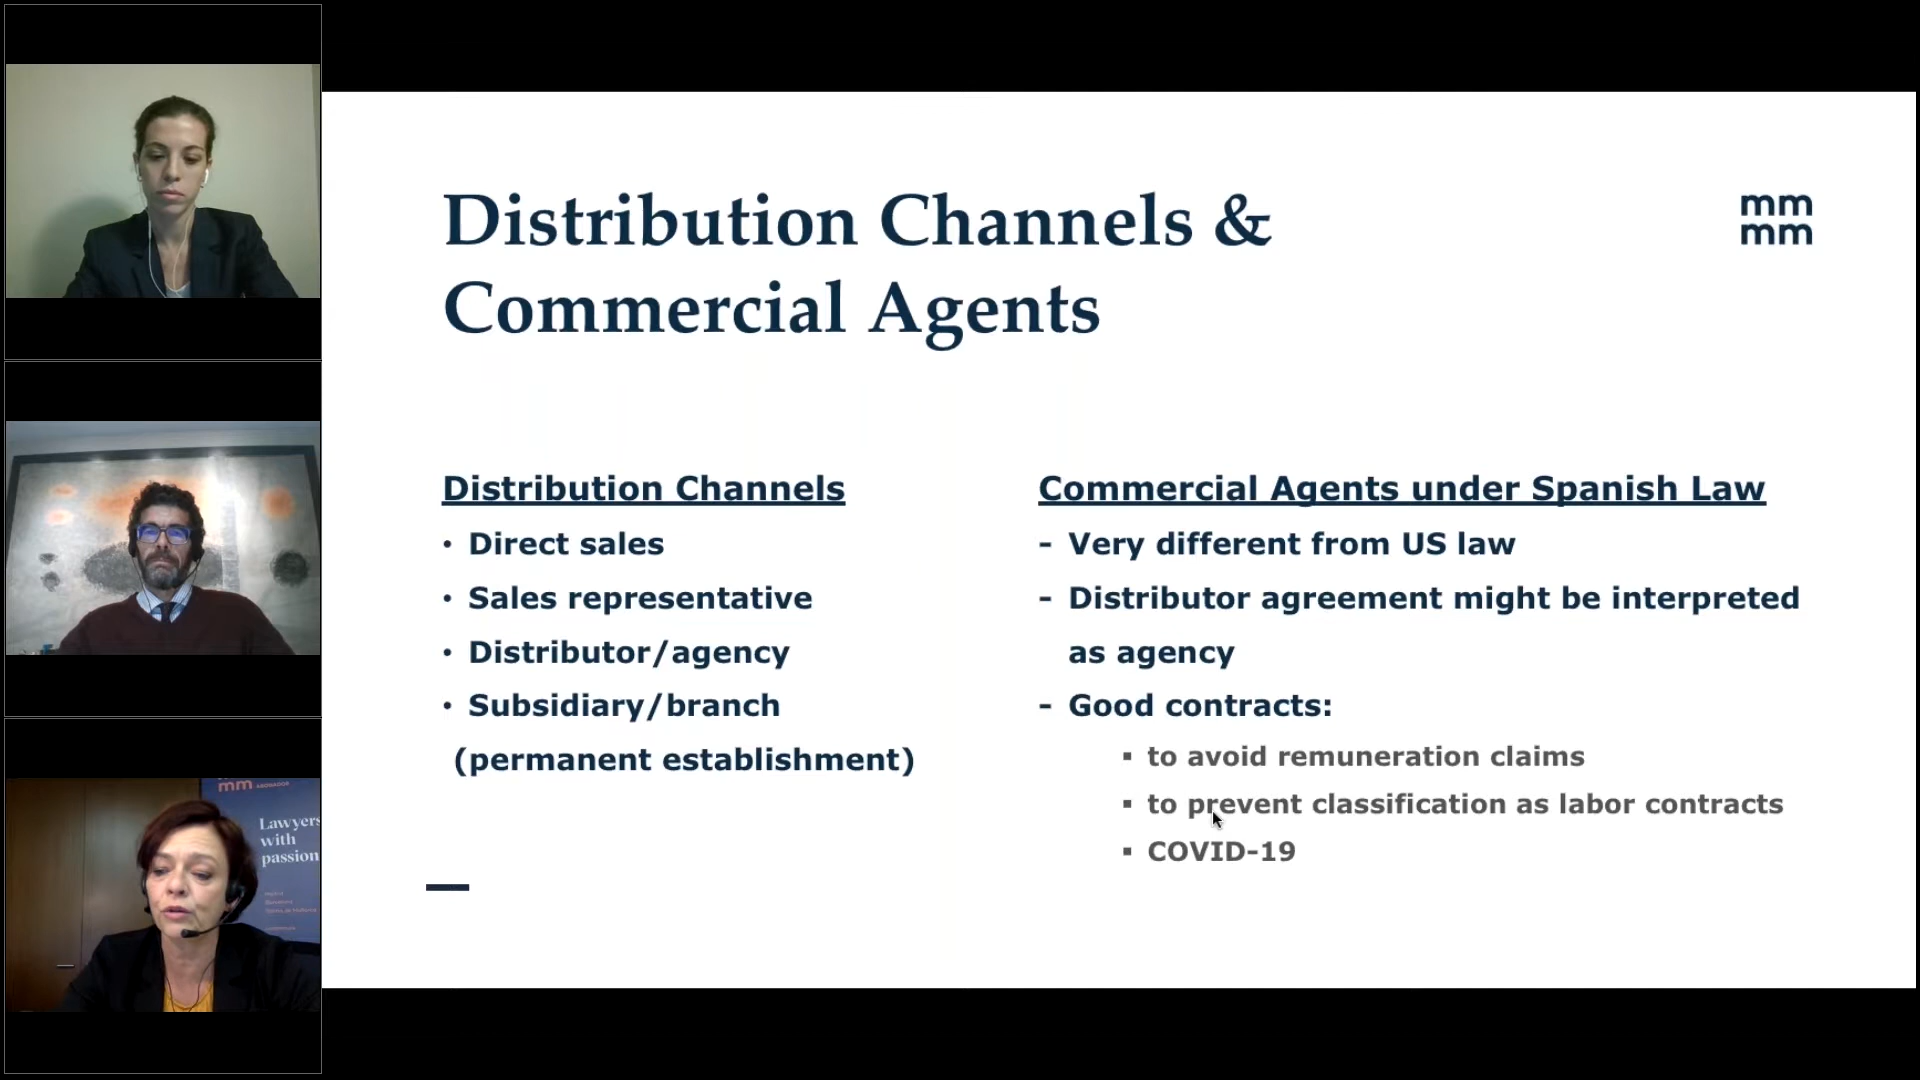 Distribution Channels &
Commercial Agents
mm
mm
Distribution Channels
• Direct sales
• Sales representative
• Distributor/agency
• Subsidiary/branch
(permanent establishment)
Commercial Agents under Spanish Law
- Very different from US law
- Distributor agreement might be interpreted
as agency
- Good contracts:
▪ to avoid remuneration claims
▪ to prevent classification as labor contracts
▪ COVID-19
mm ABOGADOS
Lawyers
with
passion